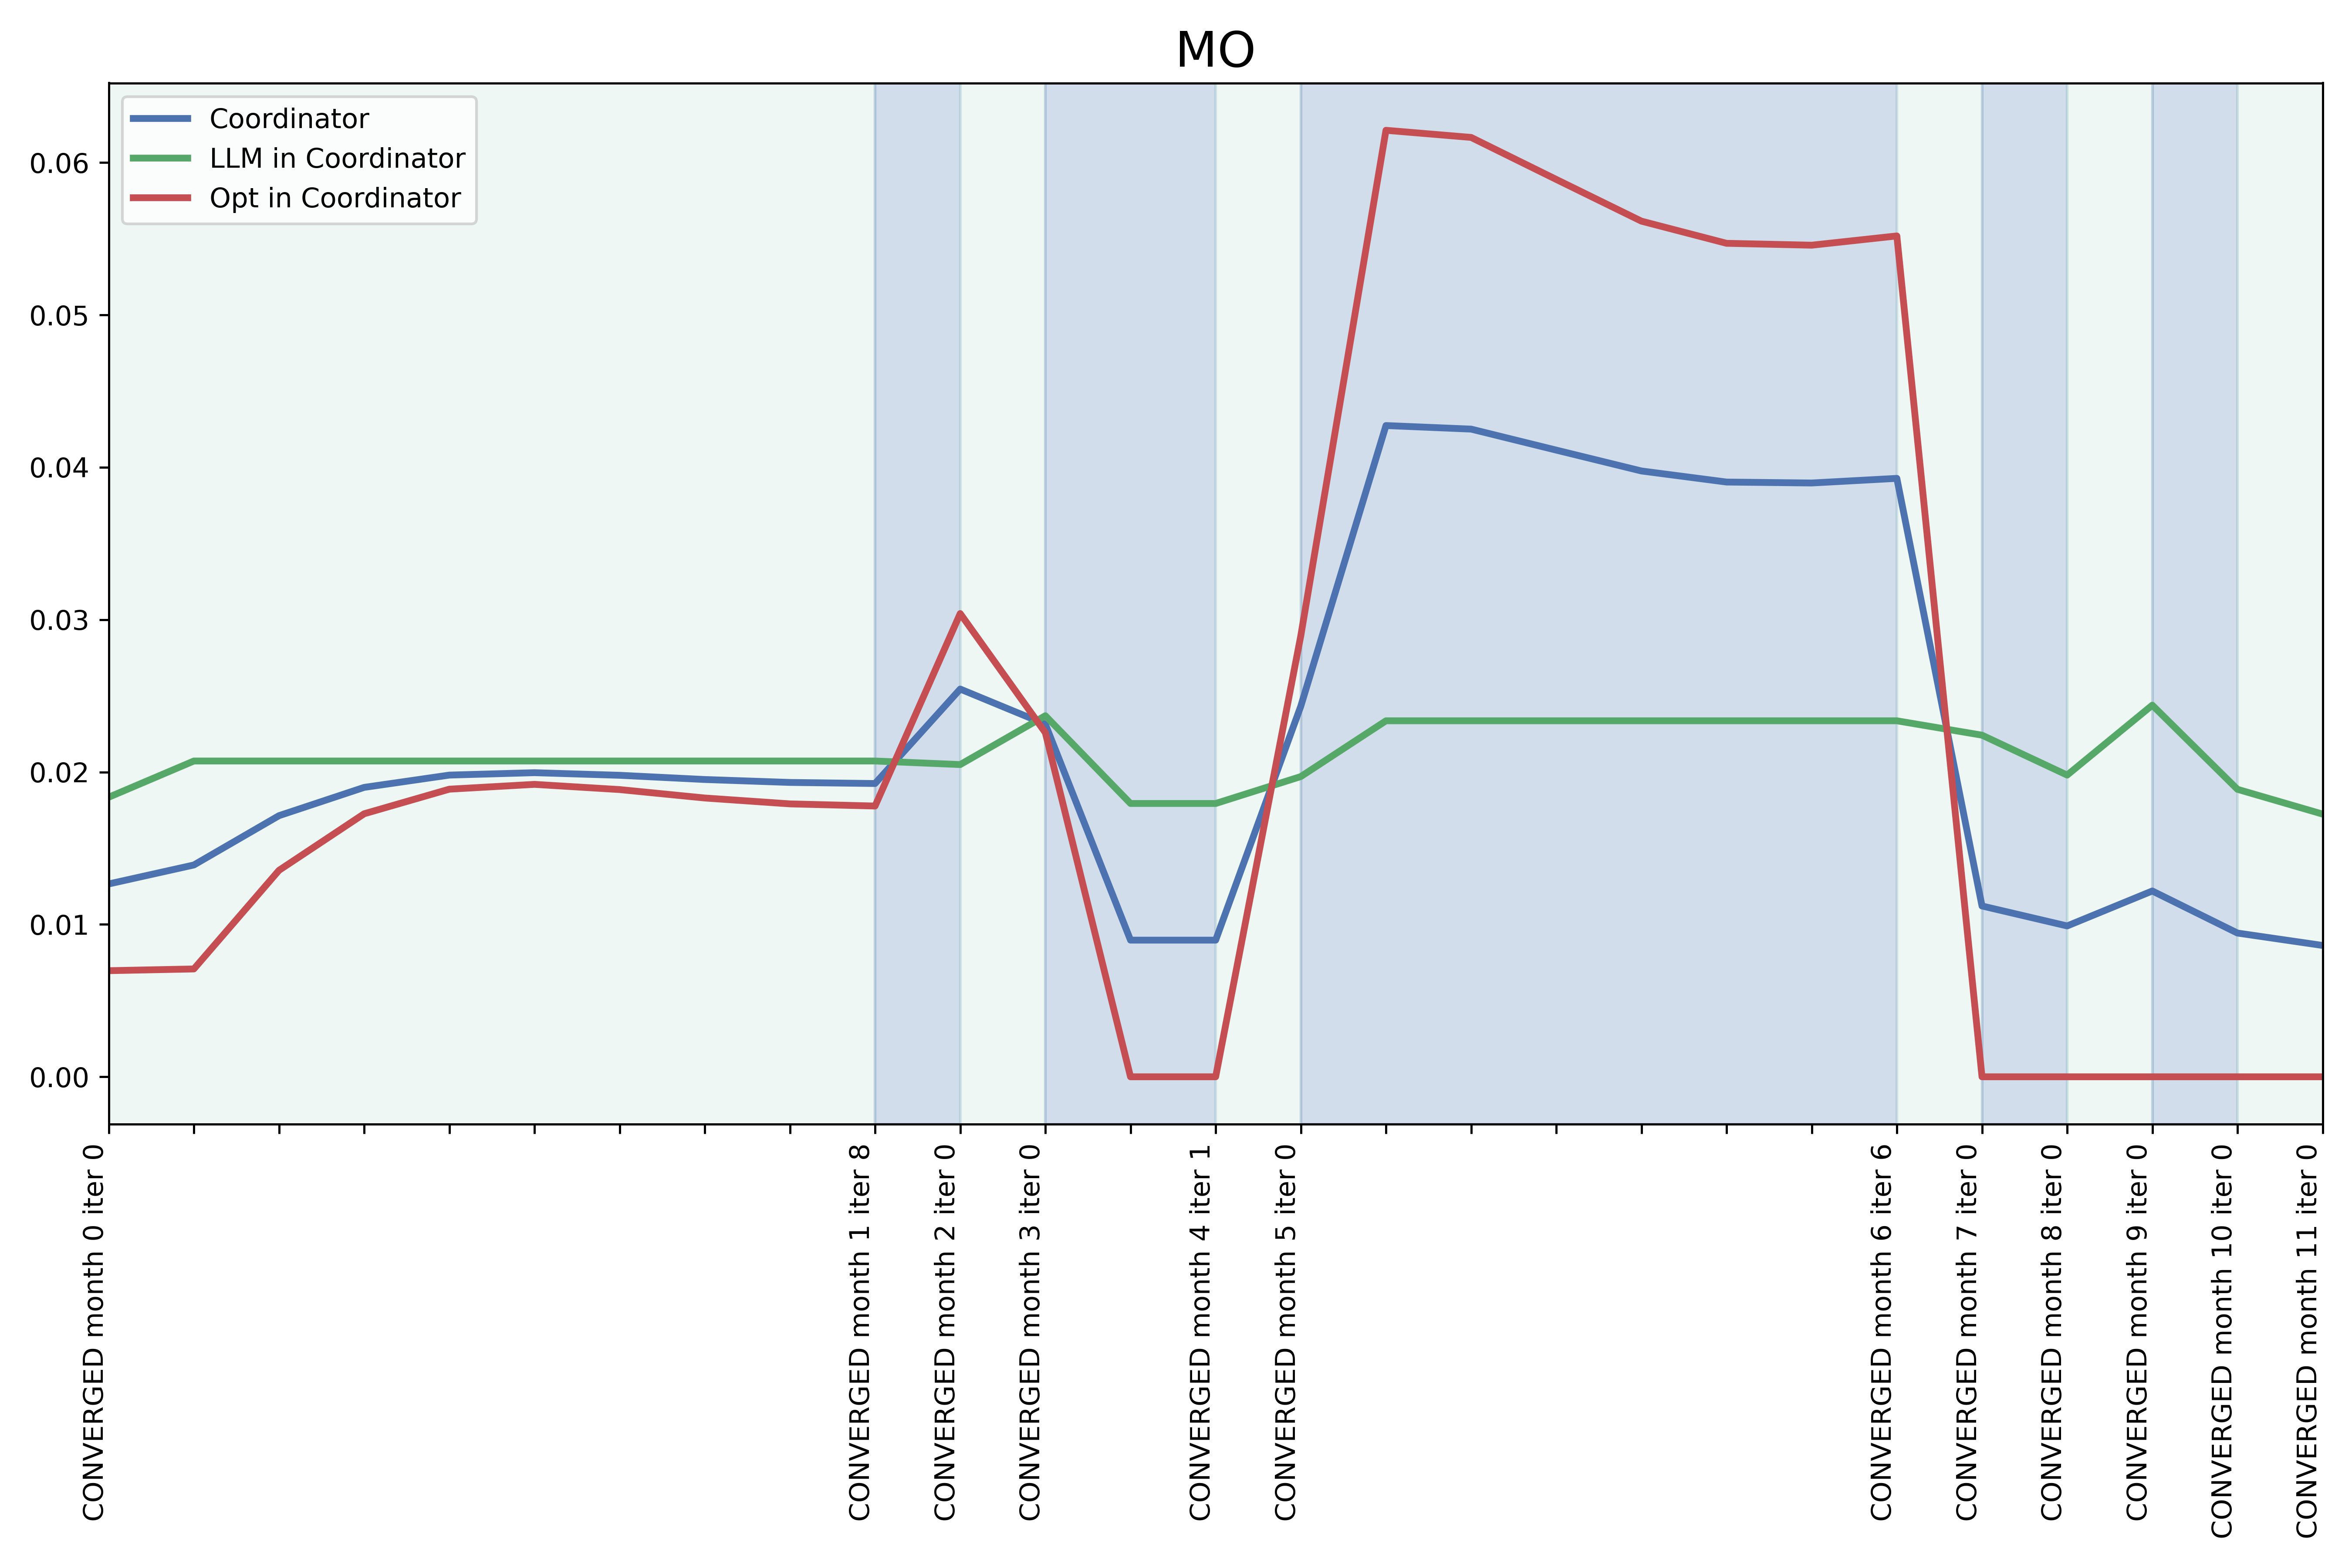 MO
Coordinator
LLM in Coordinator
Opt in Coordinator
0.06
0.05
0.04
0.03
0.02
0.01
0.00
CONVERGED month 0 iter 0
CONVERGED month 1 iter 8
CONVERGED month 2 iter 0
CONVERGED month 3 iter 0
CONVERGED month 4 iter 1
CONVERGED month 5 iter 0
CONVERGED month 6 iter 6
CONVERGED month 7 iter 0
CONVERGED month 8 iter 0
CONVERGED month 9 iter 0
CONVERGED month 10 iter 0
CONVERGED month 11 iter 0